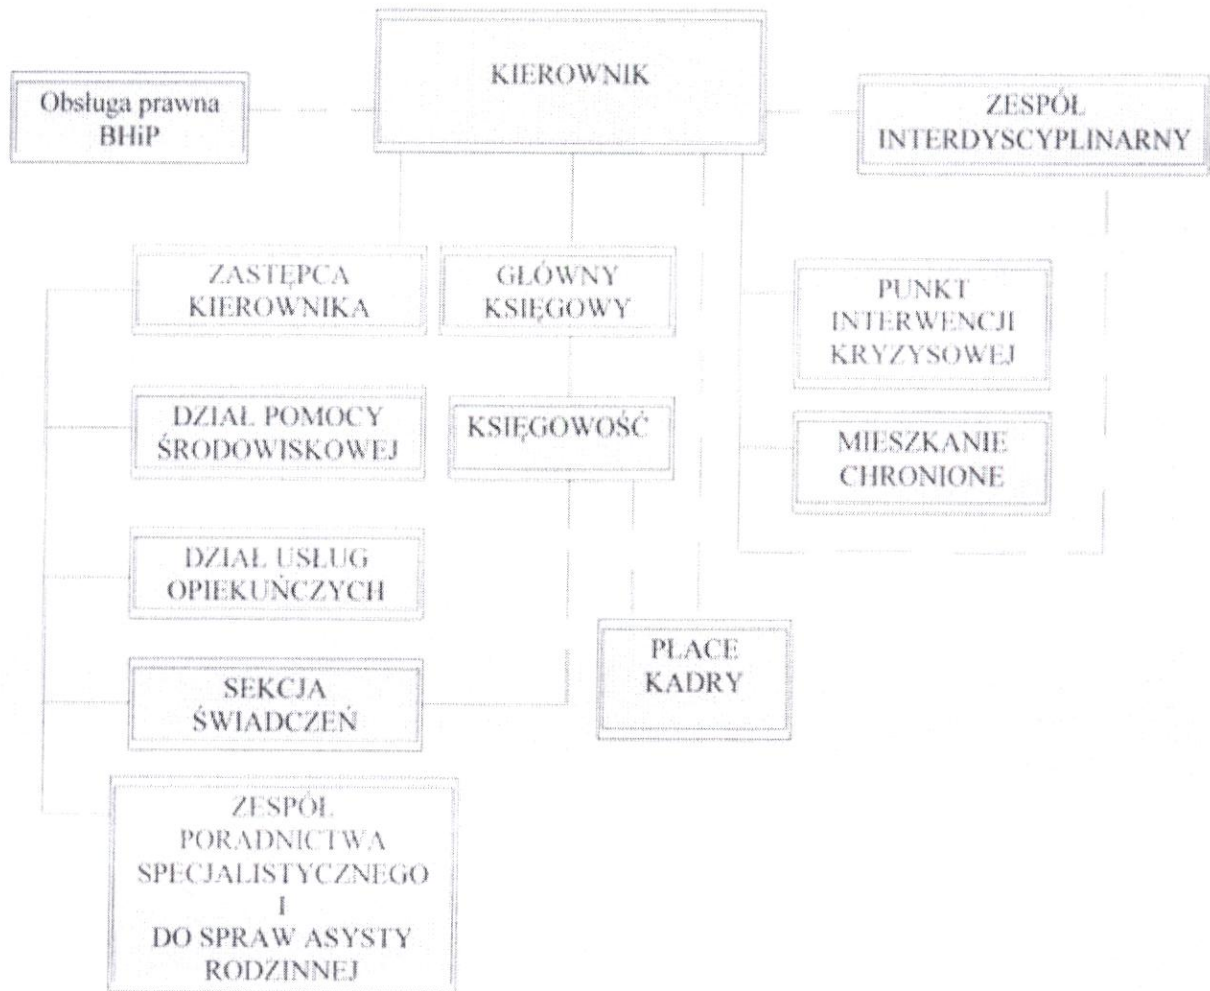 KIEROWNIK
Obsługa prawna
BHiP
ZESPÓŁ
INTERDYSCYPLINARNY
ZASTĘPCA
KIEROWNIKA
GŁÓWNY
KSIĘGOWY
PUNKT
INTERWENCJI
KRYZYSOWEJ
DZIAŁ POMOCY
ŚRODOWISKOWEJ
KSIĘGOWOŚĆ
MIESZKANIE
CHRONIONE
DZIAŁ USŁUG
OPIEKUŃCZYCH
PŁACE
KADRY
SEKCJA
ŚWIADCZEŃ
ZESPÓŁ
PORADNICTWA
SPECJALISTYCZNEGO
I
DO SPRAW ASYSTY
RODZINNEJ